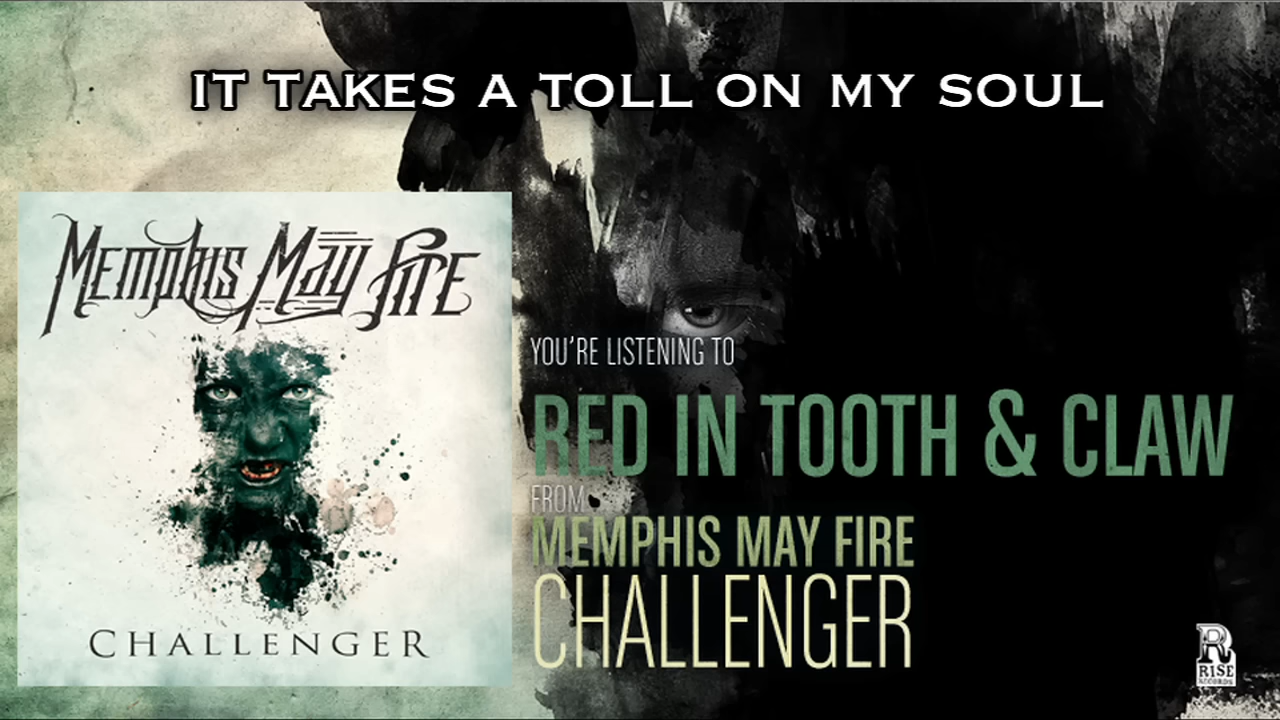 IT TAKES A TOLL ON MY SOUL
MEMPHIS MAY FIRE
CHALLENGER
YOU'RE LISTENING TO
RED IN TOOTH & CLAW
FROM
MEMPHIS MAY FIRE
CHALLENGER
R
RISE
RECORDS